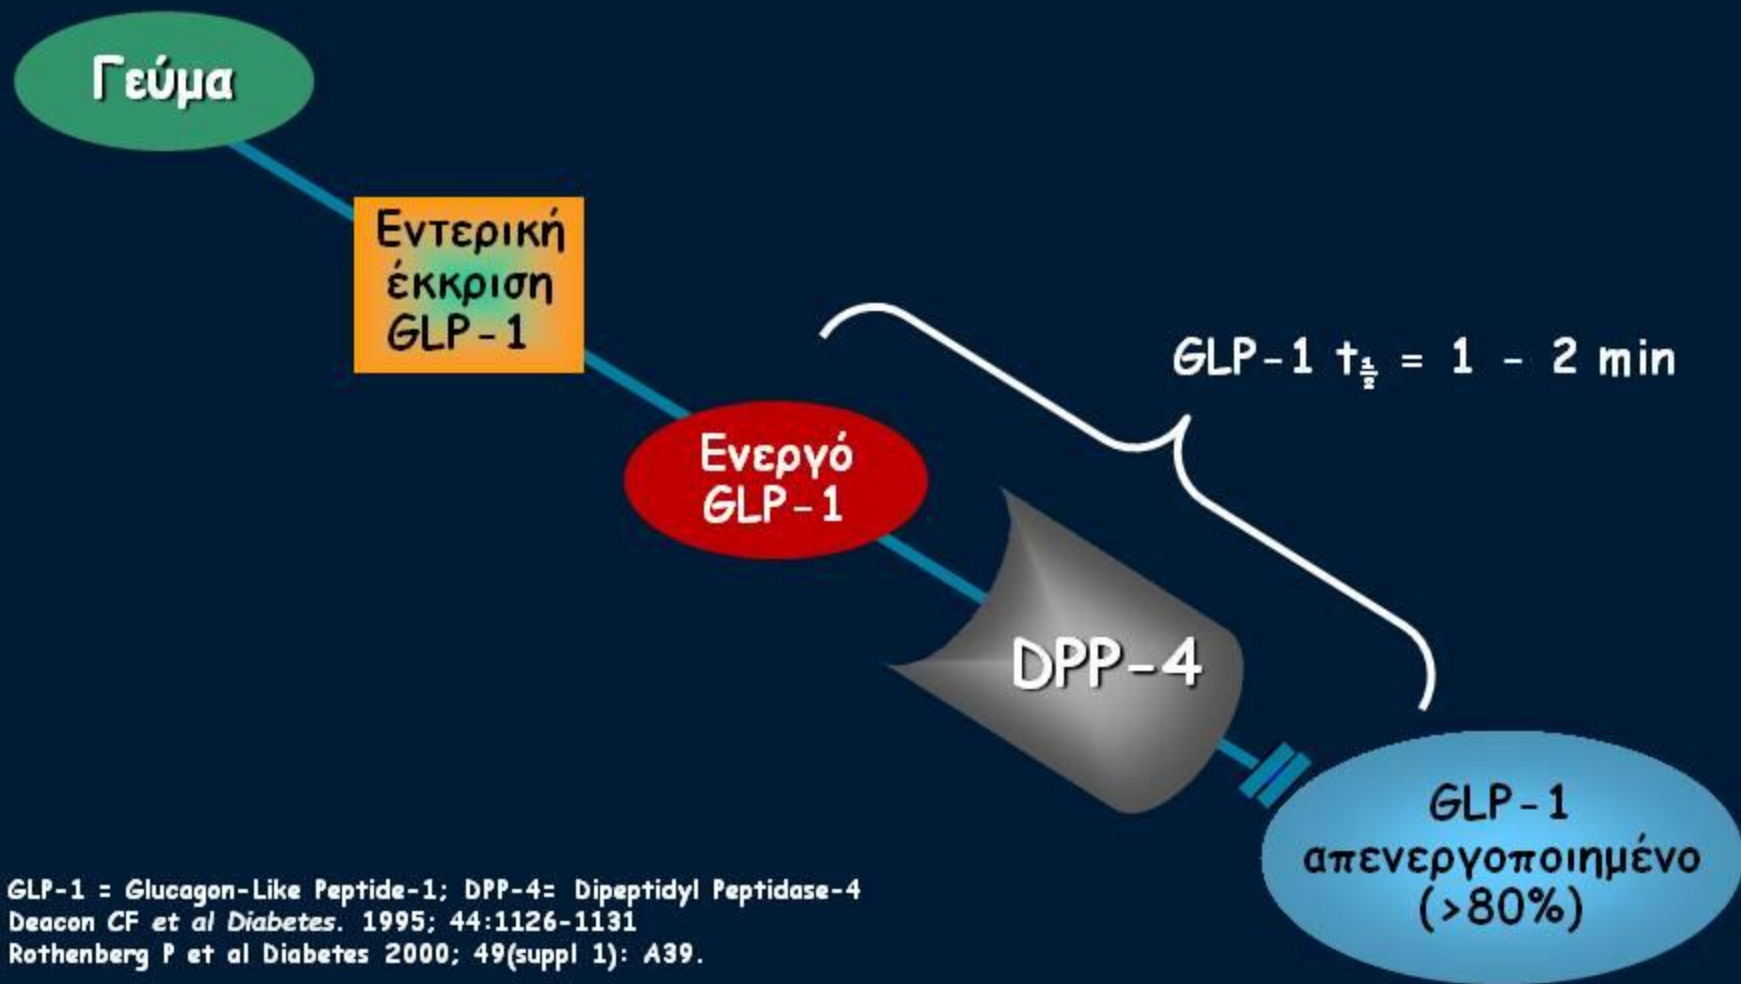 Γεύμα
Εντερική
έκκριση
GLP-1
GLP-1 t½ = 1 - 2 min
Ενεργό
GLP-1
DPP-4
GLP-1
απενεργοποιημένο
(>80%)
GLP-1 = Glucagon-Like Peptide-1; DPP-4= Dipeptidyl Peptidase-4
Deacon CF et al Diabetes. 1995; 44:1126-1131
Rothenberg P et al Diabetes 2000; 49(suppl 1): A39.